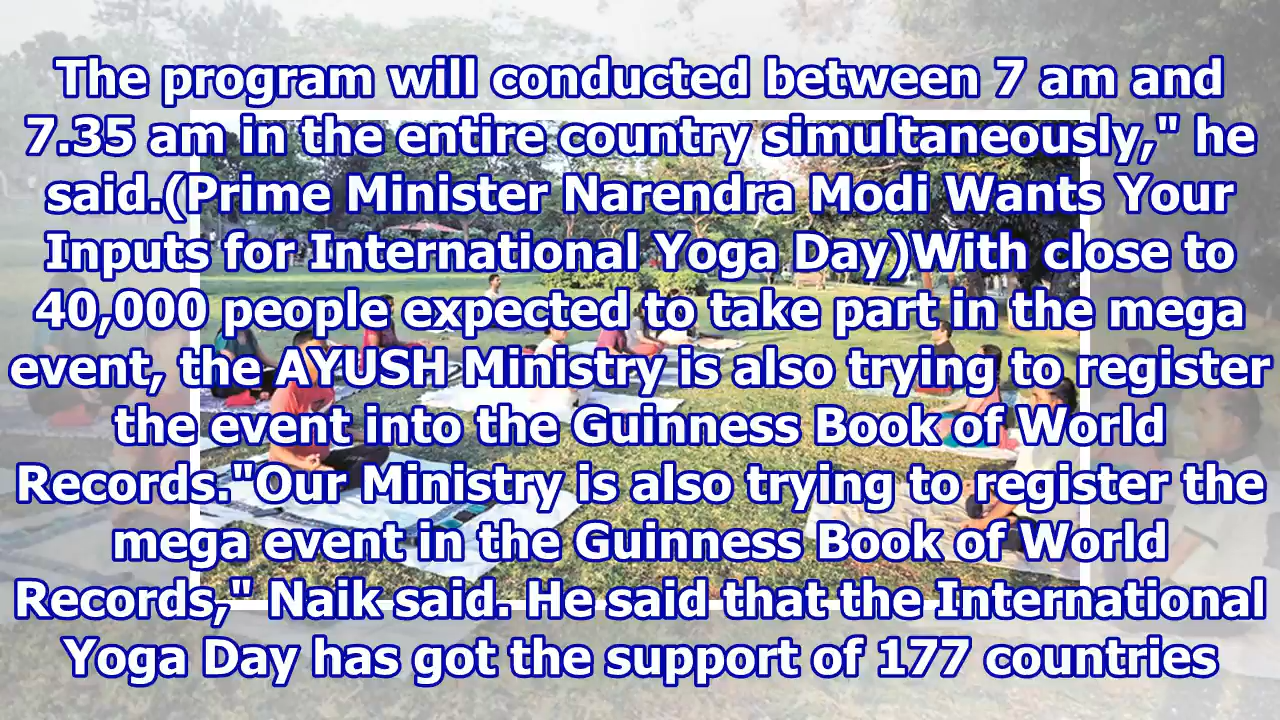 The program will conducted between 7 am and
7.35 am in the entire country simultaneously," he
said.(Prime Minister Narendra Modi Wants Your
Inputs for International Yoga Day)With close to
40,000 people expected to take part in the mega
event, the AYUSH Ministry is also trying to register
the event into the Guinness Book of World
Records."Our Ministry is also trying to register the
mega event in the Guinness Book of World
Records," Naik said. He said that the International
Yoga Day has got the support of 177 countries